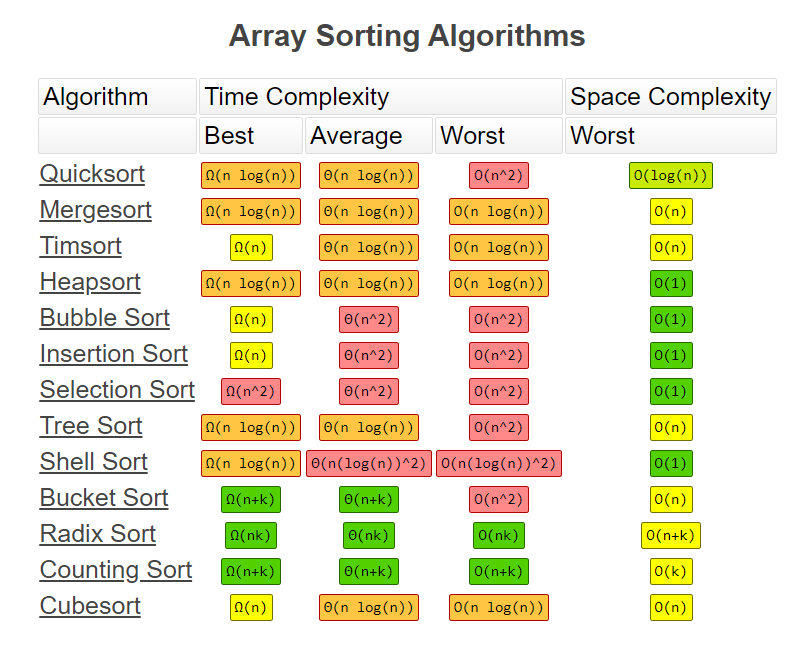 Array Sorting Algorithms
Algorithm Time Complexity Space Complexity
Best Average Worst Worst
Quicksort Ω(n log(n)) Θ(n log(n)) O(n^2) O(log(n))
Mergesort Ω(n log(n)) Θ(n log(n)) O(n log(n)) O(n)
Timsort Ω(n) Θ(n log(n)) O(n log(n)) O(n)
Heapsort Ω(n log(n)) Θ(n log(n)) O(n log(n)) O(1)
Bubble Sort Ω(n) Θ(n^2) O(n^2) O(1)
Insertion Sort Ω(n) Θ(n^2) O(n^2) O(1)
Selection Sort Ω(n^2) Θ(n^2) O(n^2) O(1)
Tree Sort Ω(n log(n)) Θ(n log(n)) O(n^2) O(n)
Shell Sort Ω(n log(n)) Θ(n(log(n))^2) O(n(log(n))^2) O(1)
Bucket Sort Ω(n+k) Θ(n+k) O(n^2) O(n)
Radix Sort Ω(nk) Θ(nk) O(nk) O(n+k)
Counting Sort Ω(n+k) Θ(n+k) O(n+k) O(k)
Cubesort Ω(n) Θ(n log(n)) O(n log(n)) O(n)